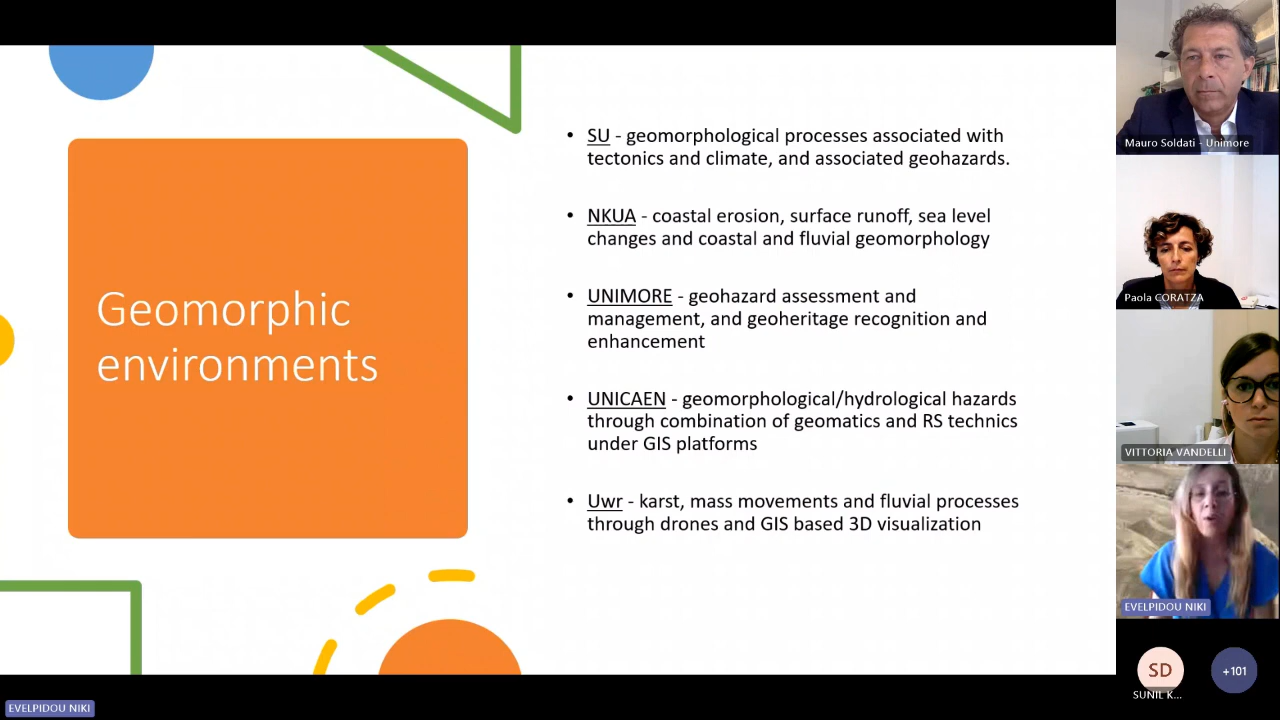 Geomorphic
environments
• SU - geomorphological processes associated with
tectonics and climate, and associated geohazards.
• NKUA - coastal erosion, surface runoff, sea level
changes and coastal and fluvial geomorphology
• UNIMORE - geohazard assessment and
management, and geoheritage recognition and
enhancement
• UNICAEN - geomorphological/hydrological hazards
through combination of geomatics and RS technics
under GIS platforms
• Uwr - karst, mass movements and fluvial processes
through drones and GIS based 3D visualization
Mauro Soldati - Unimore
Paola CORATZA
VITTORIA VANDELLI
EVELPIDOU NIKI
SD
SUNIL K...
+101
EVELPIDOU NIKI